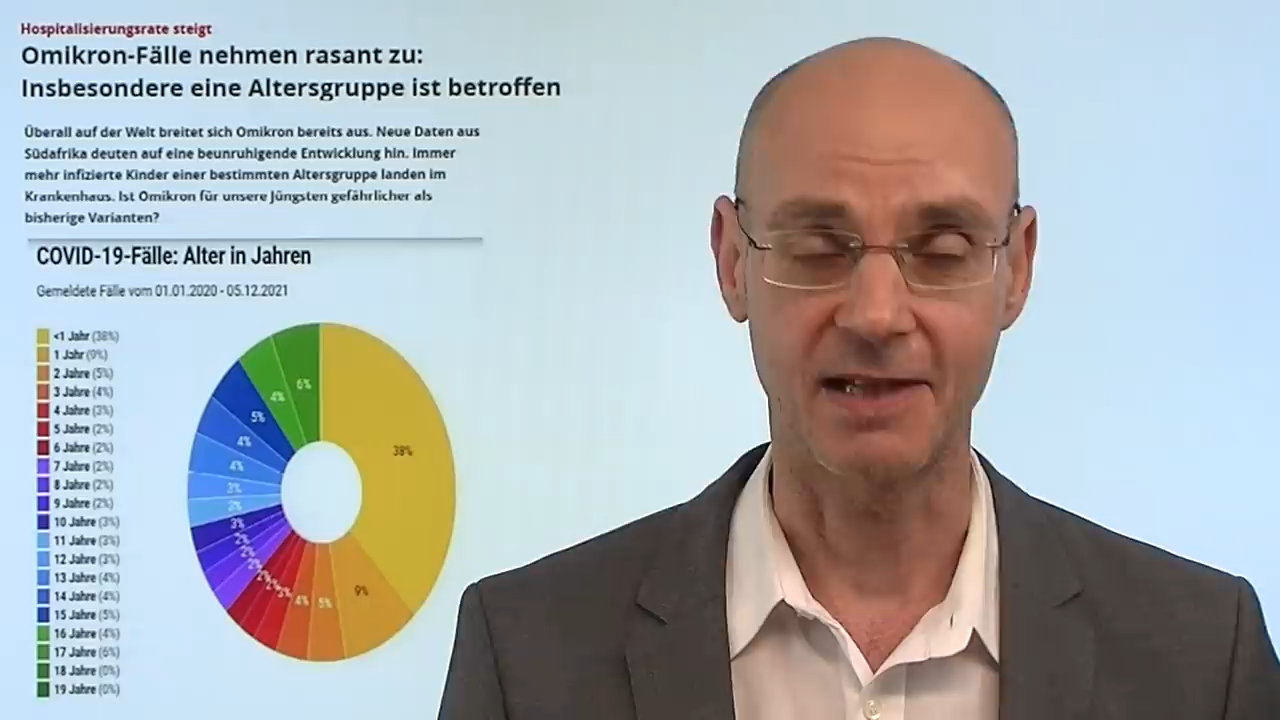 Hospitalisierungsrate steigt
Omikron-Fälle nehmen rasant zu:
Insbesondere eine Altersgruppe ist betroffen
Überall auf der Welt breitet sich Omikron bereits aus. Neue Daten aus
Südafrika deuten auf eine beunruhigende Entwicklung hin. Immer
mehr infizierte Kinder einer bestimmten Altersgruppe landen im
Krankenhaus. Ist Omikron für unsere Jüngsten gefährlicher als
bisherige Varianten?
COVID-19-Fälle: Alter in Jahren
Gemeldete Fälle vom 01.01.2020 - 05.12.2021
<1 Jahr (38%)
1 Jahr (9%)
2 Jahre (5%)
3 Jahre (4%)
4 Jahre (3%)
5 Jahre (2%)
6 Jahre (2%)
7 Jahre (2%)
8 Jahre (2%)
9 Jahre (2%)
10 Jahre (3%)
11 Jahre (3%)
12 Jahre (3%)
13 Jahre (4%)
14 Jahre (4%)
15 Jahre (5%)
16 Jahre (4%)
17 Jahre (6%)
18 Jahre (0%)
19 Jahre (0%)
38%
9%
5%
4%
3%
2%
2%
2%
2%
2%
3%
3%
3%
4%
4%
5%
4%
6%